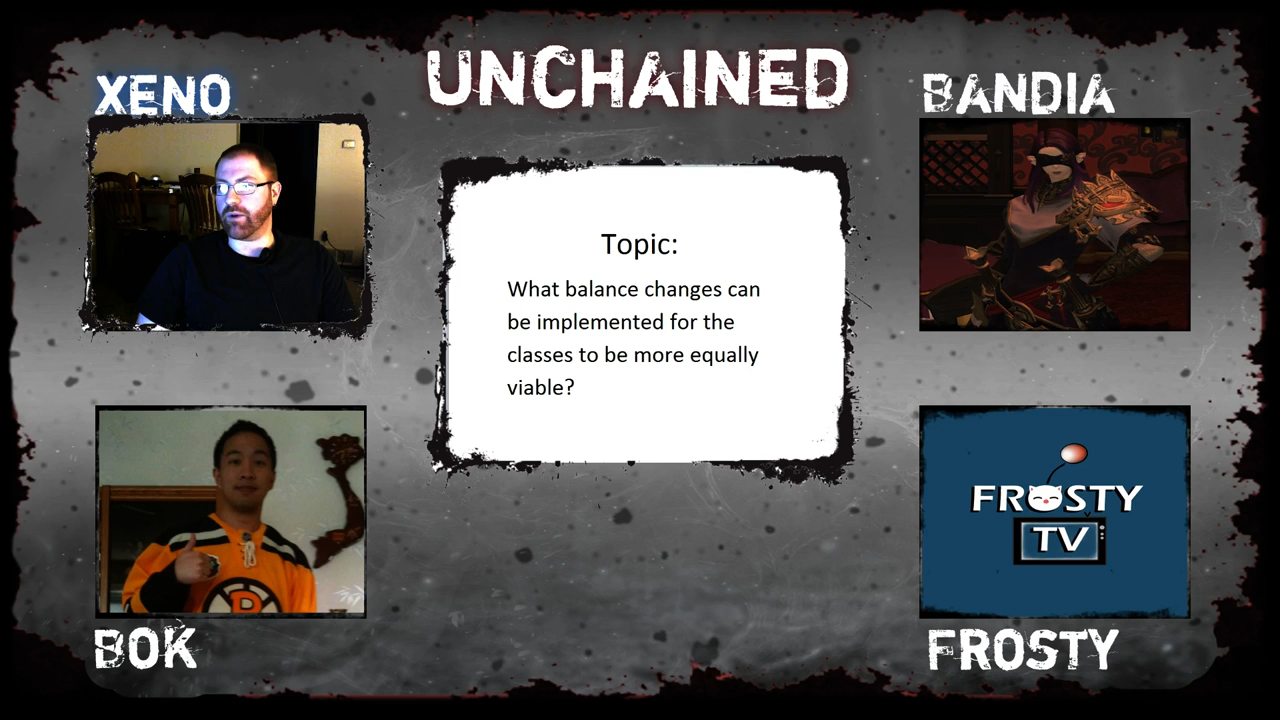 UNCHAINED
XENO
BANDIA
Topic:
What balance changes can
be implemented for the
classes to be more equally
viable?
FROSTY
TV
BOK
FROSTY